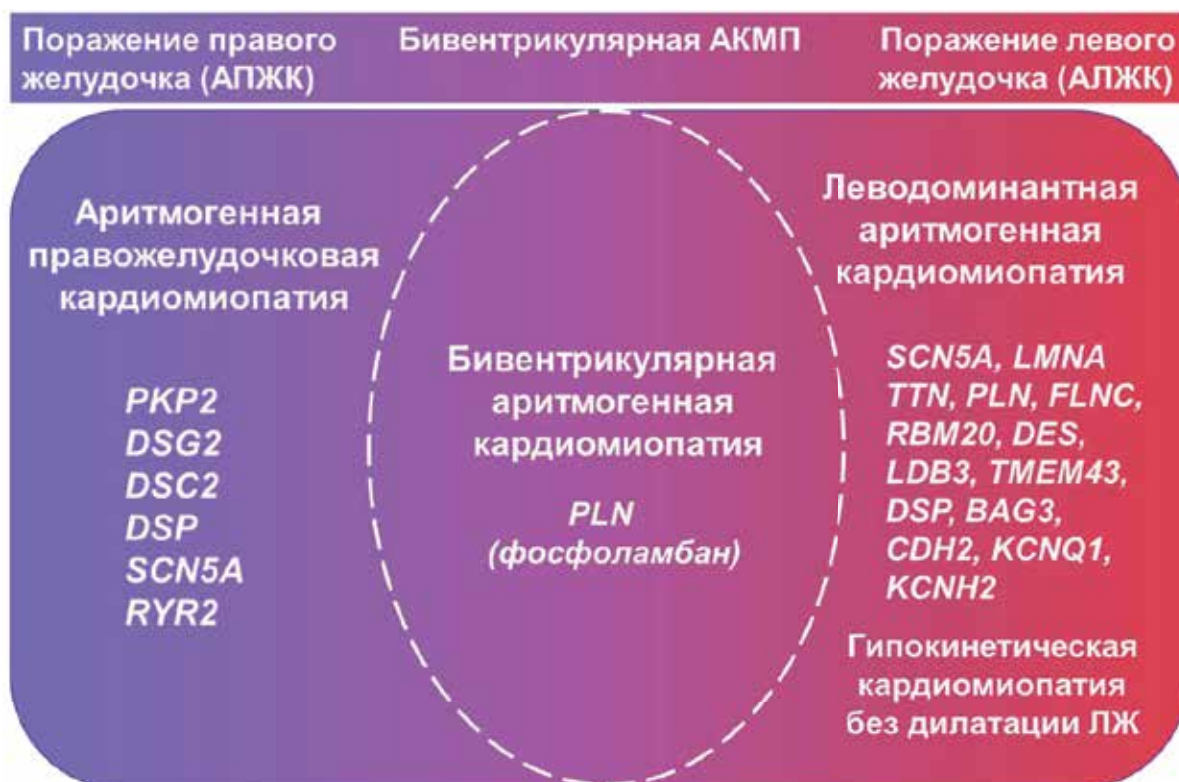 Поражение правого
желудочка (АПЖК)
Бивентрикулярная АКМП
Поражение левого
желудочка (АЛЖК)
Аритмогенная
правожелудочковая
кардиомиопатия
PKP2
DSG2
DSC2
DSP
SCN5A
RYR2
Бивентрикулярная
аритмогенная
кардиомиопатия
PLN
(фосфоламбан)
Леводоминантная
аритмогенная
кардиомиопатия
SCN5A, LMNA
TTN, PLN, FLNC,
RBM20, DES,
LDB3, TMEM43,
DSP, BAG3,
CDH2, KCNQ1,
KCNH2
Гипокинетическая
кардиомиопатия
без дилатации ЛЖ